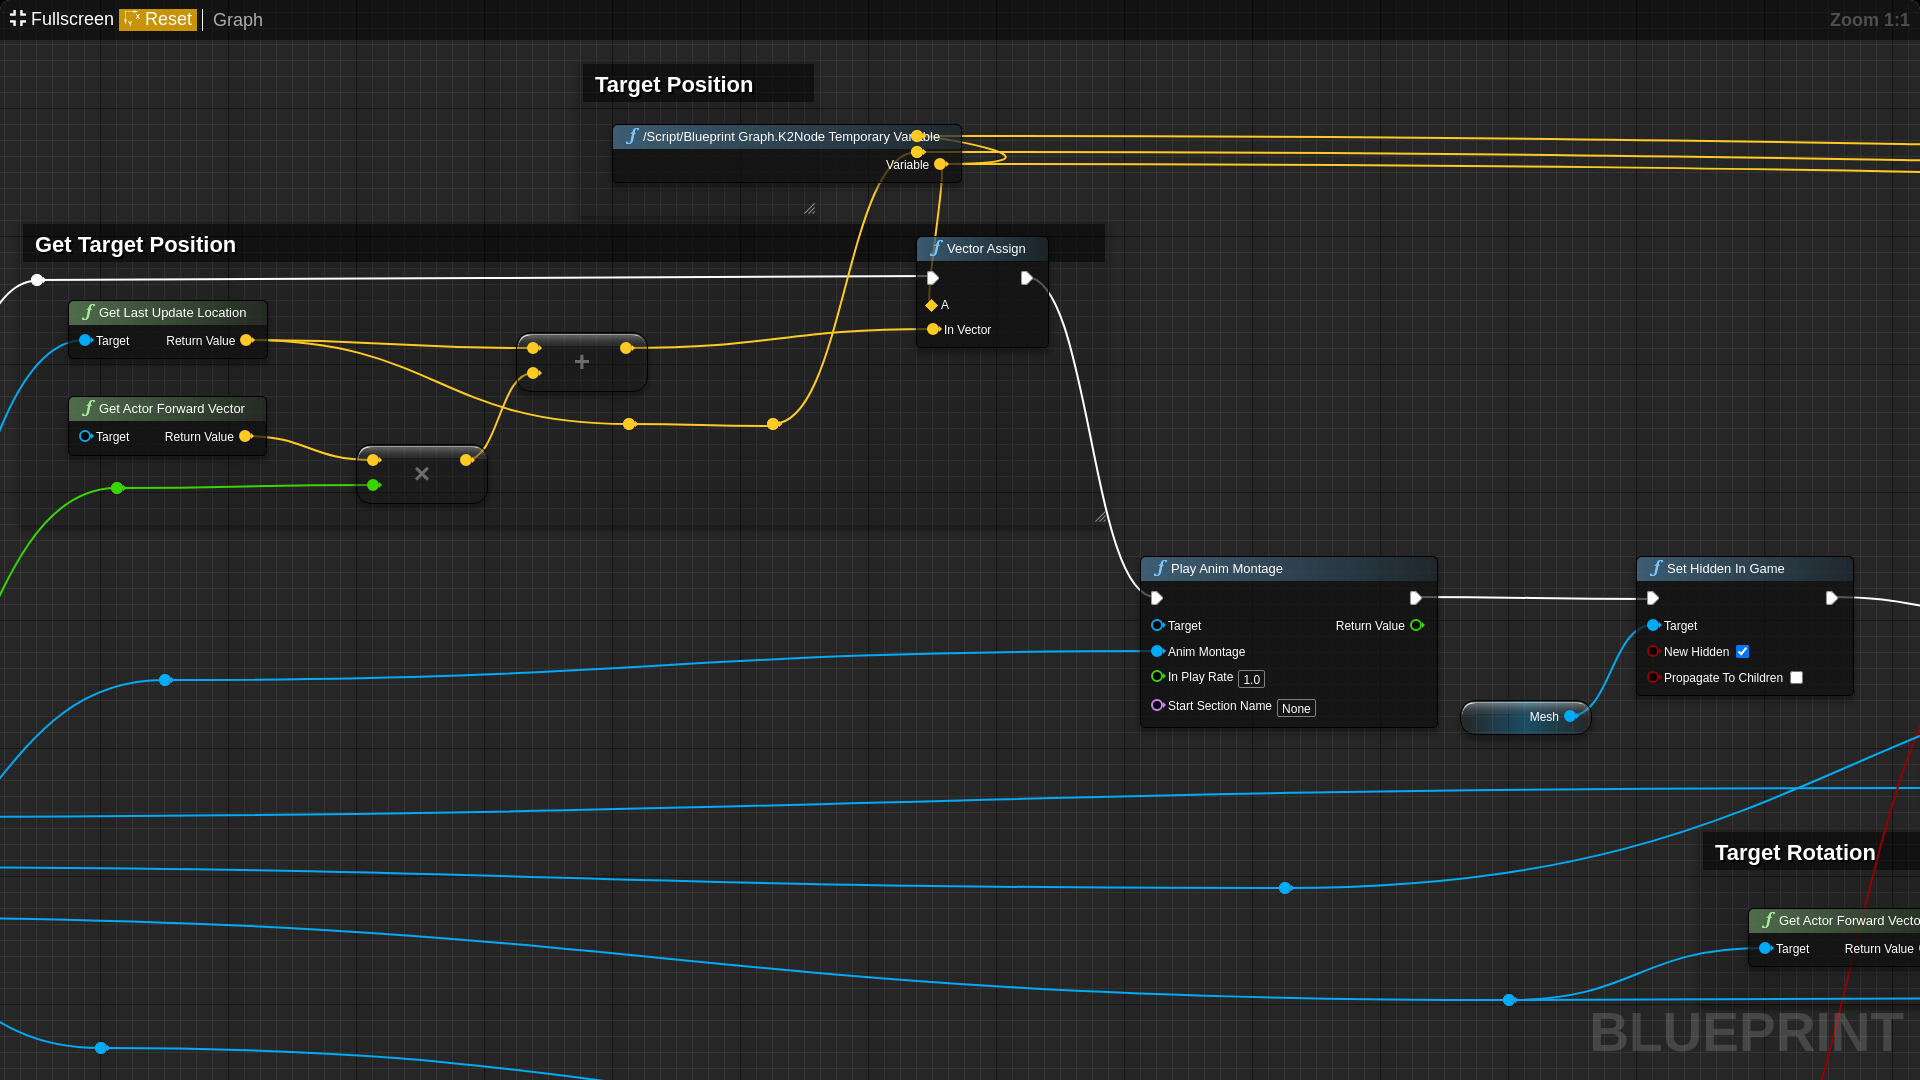 Fullscreen Reset Graph
Zoom 1:1
Target Position
/Script/Blueprint Graph.K2Node Temporary Variable
Variable
Get Target Position
Vector Assign
A
In Vector
Get Last Update Location
Target Return Value
+
Get Actor Forward Vector
Target Return Value
×
Play Anim Montage
Target Return Value
Anim Montage
In Play Rate 1.0
Start Section Name None
Set Hidden In Game
Target
New Hidden
Propagate To Children
Mesh
Target Rotation
Get Actor Forward Vecto
Target Return Value
BLUEPRINT